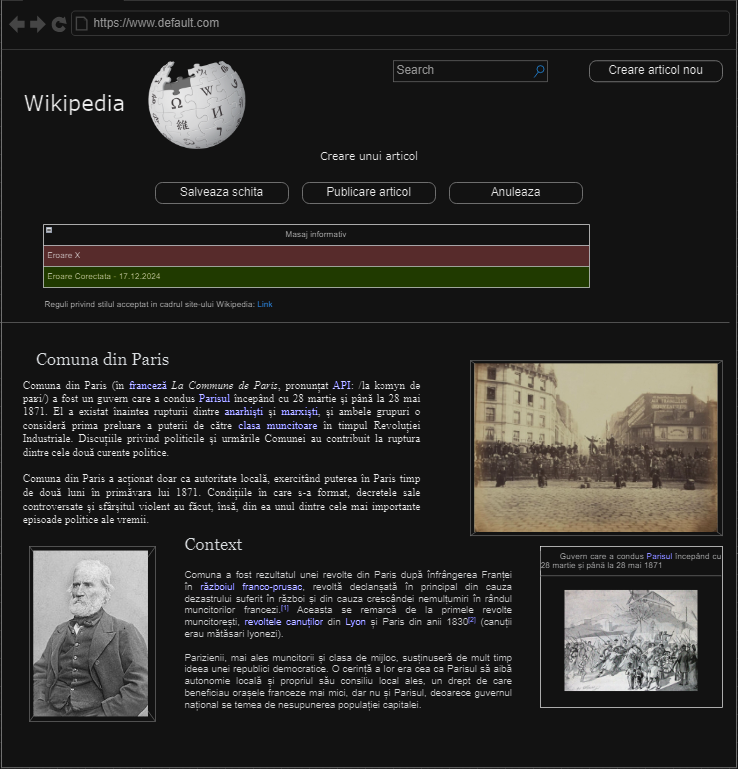 https://www.default.com
Search
Creare articol nou
Wikipedia
Ω W И 維 7
Creare unui articol
Salveaza schita
Publicare articol
Anuleaza
Masaj informativ
Eroare X
Eroare Corectata - 17.12.2024
Reguli privind stilul acceptat in cadrul site-ului Wikipedia: Link
Comuna din Paris
Comuna din Paris (în franceză La Commune de Paris, pronunțat API: /la kɔmyn de
paʁi/) a fost un guvern care a condus Parisul începând cu 28 martie şi până la 28 mai
1871. El a existat înaintea rupturii dintre anarhişti şi marxişti, şi ambele grupuri o
consideră prima preluare a puterii de către clasa muncitoare în timpul Revoluției
Industriale. Discuțiile privind politicile şi urmările Comunei au contribuit la ruptura
dintre cele două curente politice.
Comuna din Paris a acționat doar ca autoritate locală, exercitând puterea în Paris timp
de două luni în primăvara lui 1871. Condițiile în care s-a format, decretele sale
controversate şi sfârşitul violent au făcut, însă, din ea unul dintre cele mai importante
episoade politice ale vremii.
Context
Comuna a fost rezultatul unei revolte din Paris după înfrângerea Franței
în războiul franco-prusac, revoltă declanșată în principal din cauza
dezastrului suferit în război și din cauza crescândei nemulțumiri în rândul
muncitorilor francezi.[1] Aceasta se remarcă de la primele revolte
muncitorești, revoltele canuților din Lyon și Paris din anii 1830[2] (canuții
erau mătăsari lyonezi).
Parizienii, mai ales muncitorii și clasa de mijloc, susținuseră de mult timp
ideea unei republici democratice. O cerință a lor era cea ca Parisul să aibă
autonomie locală și propriul său consiliu local ales, un drept de care
beneficiau orașele franceze mai mici, dar nu și Parisul, deoarece guvernul
național se temea de nesupunerea populației capitalei.
Guvern care a condus Parisul începând cu
28 martie și până la 28 mai 1871